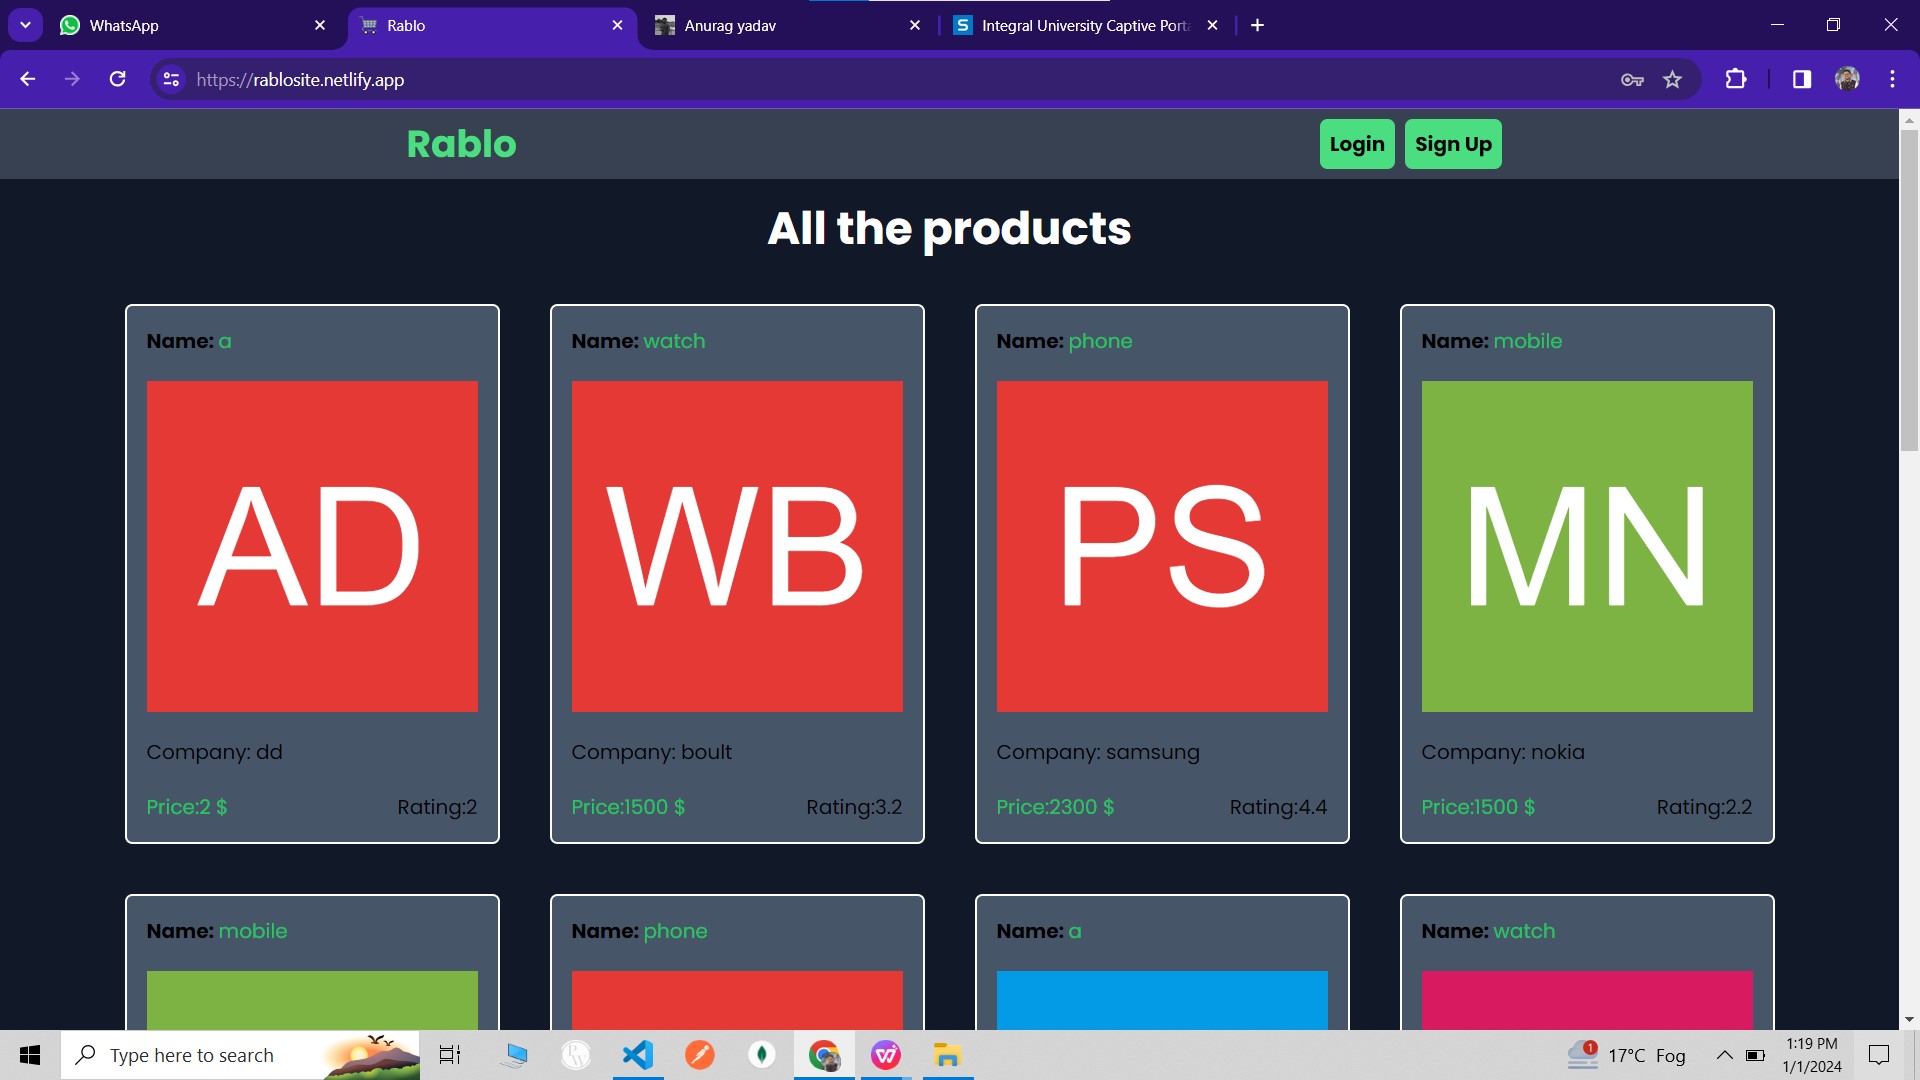 WhatsApp
Rablo
Anurag yadav
Integral University Captive Porta
https://rablosite.netlify.app
Rablo
Login
Sign Up
All the products
Name: a
AD
Company: dd
Price:2 $ Rating:2
Name: watch
WB
Company: boult
Price:1500 $ Rating:3.2
Name: phone
PS
Company: samsung
Price:2300 $ Rating:4.4
Name: mobile
MN
Company: nokia
Price:1500 $ Rating:2.2
Name: mobile
Name: phone
Name: a
Name: watch
Type here to search
1
17°C Fog
1:19 PM
1/1/2024